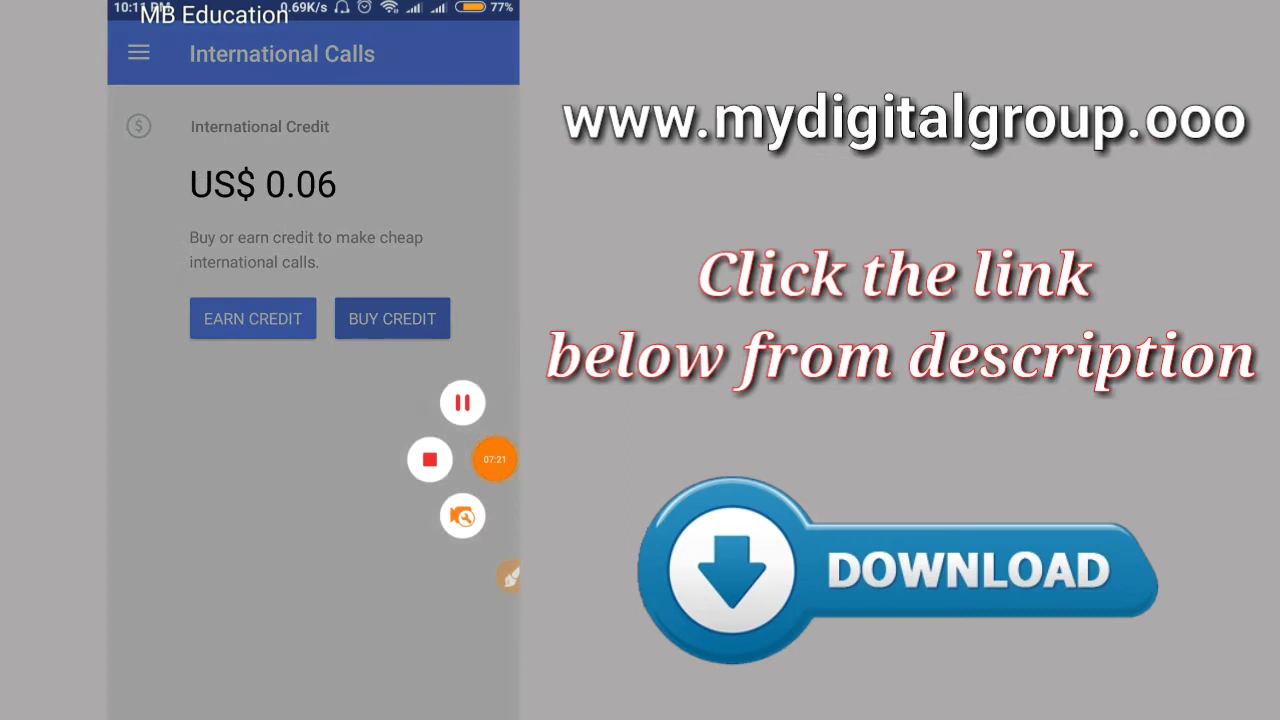 10:11 PM
MB Education
0.69K/s
77%
International Calls
International Credit
US$ 0.06
Buy or earn credit to make cheap
international calls.
EARN CREDIT
BUY CREDIT
07:21
www.mydigitalgroup.ooo
Click the link
below from description
DOWNLOAD